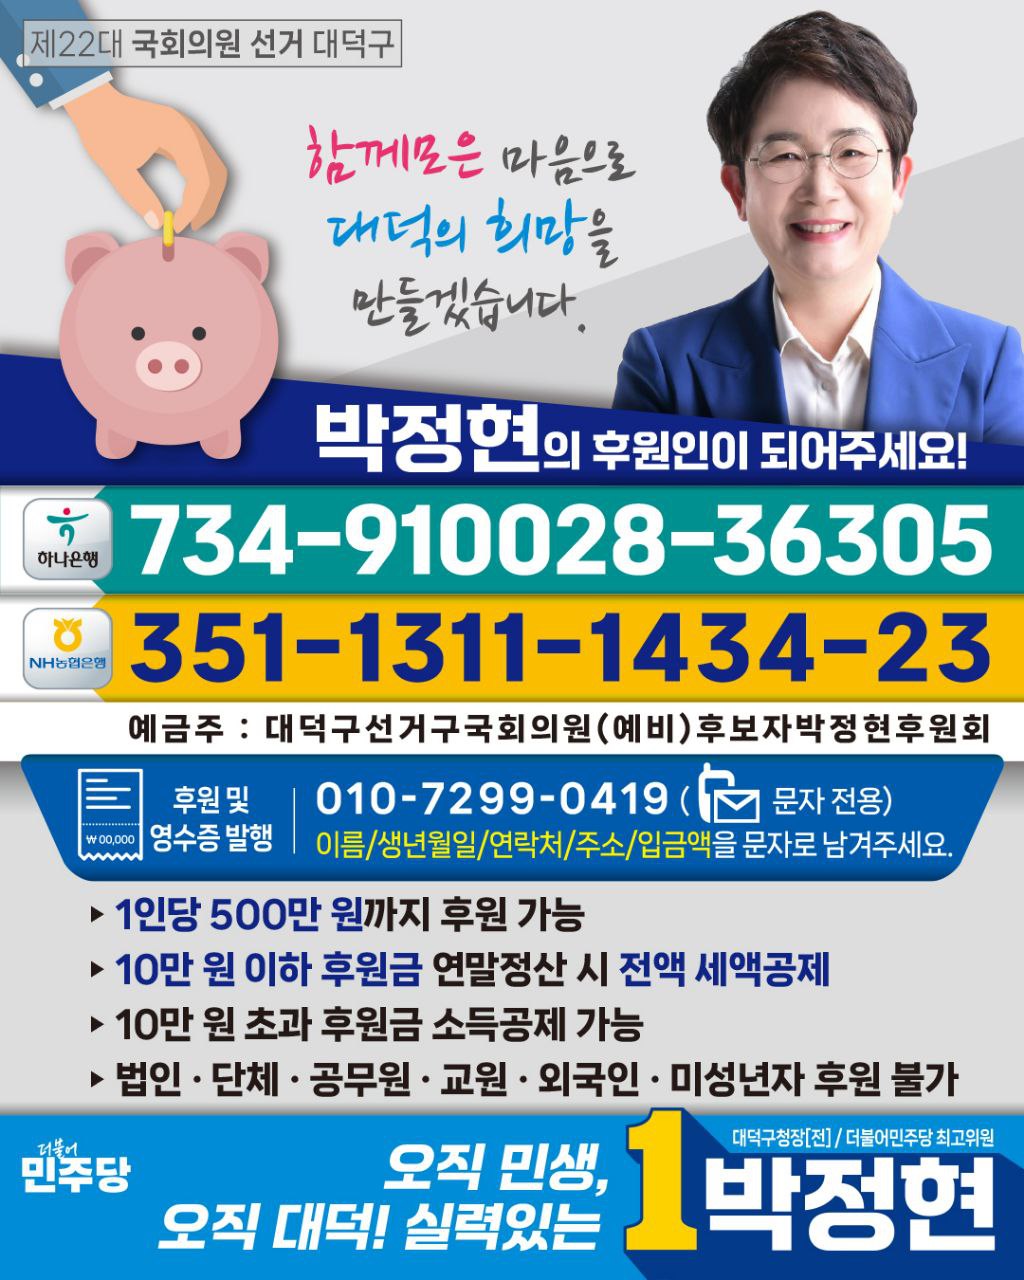 제22대 국회의원 선거 대덕구
함께모은 마음으로
대덕의 희망을
만들겠습니다.
박정현의 후원인이 되어주세요!
하나은행
734-910028-36305
NH농협은행
351-1311-1434-23
예금주 : 대덕구선거구국회의원(예비)후보자박정현후원회
₩00,000
후원 및
영수증 발행
010-7299-0419 ( 문자 전용)
이름/생년월일/연락처/주소/입금액을 문자로 남겨주세요.
▸ 1인당 500만 원까지 후원 가능
▸ 10만 원 이하 후원금 연말정산 시 전액 세액공제
▸ 10만 원 초과 후원금 소득공제 가능
▸ 법인 · 단체 · 공무원 · 교원 · 외국인 · 미성년자 후원 불가
더불어
민주당
오직 민생,
오직 대덕! 실력있는
1
대덕구청장[전] / 더불어민주당 최고위원
박정현